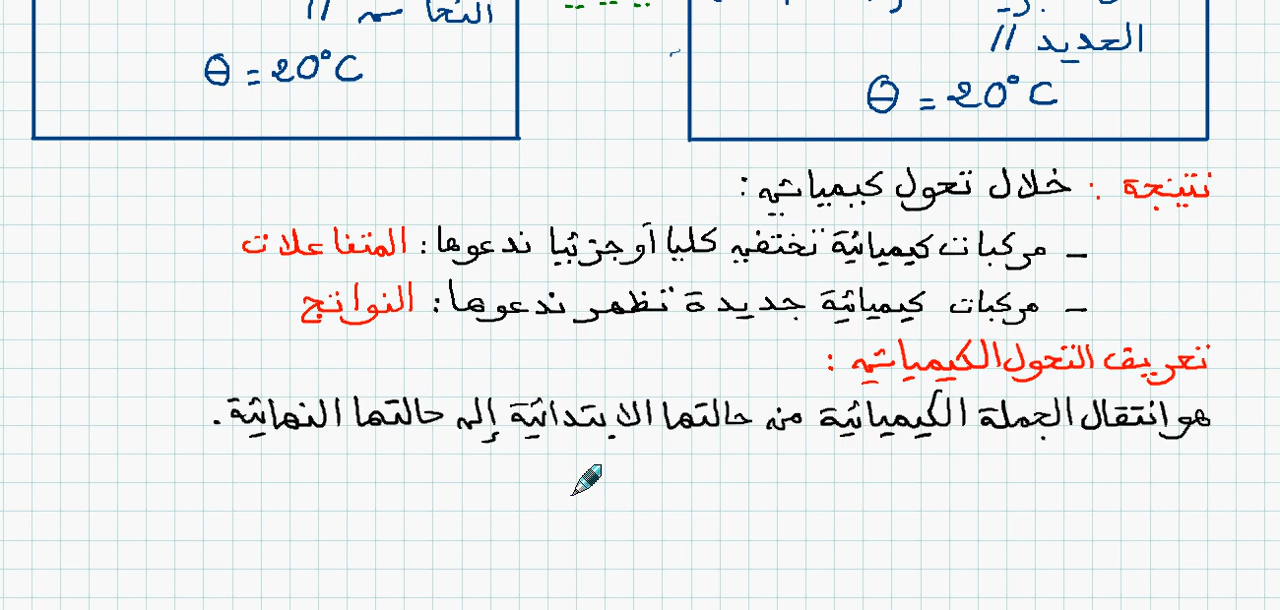 النحاس //
θ = 20°C
الحديد //
θ = 20°C
نتيجة : خلال تحول كيميائي :
- مركبات كيميائية تختفي كليا أو جزئيا ندعوها : المتفاعلات
- مركبات كيميائية جديدة تظهر ندعوها : النواتج
تعريف التحول الكيميائي :
هو انتقال الجملة الكيميائية من حالتها الابتدائية إلى حالتها النهائية .